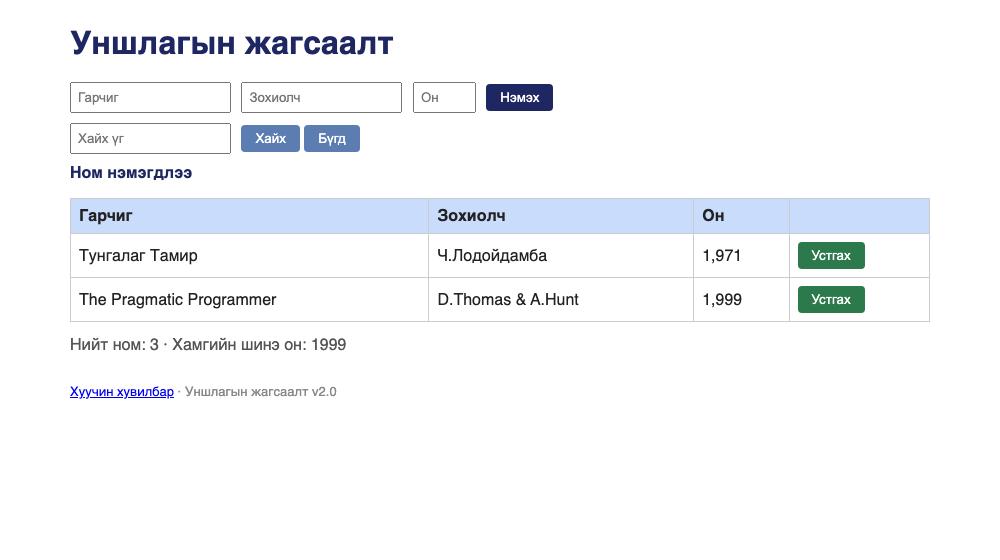 Уншлагын жагсаалт
Гарчиг Зохиолч Он Нэмэх
Хайх үг Хайх Бүгд
Ном нэмэгдлээ
Гарчиг Зохиолч Он
Тунгалаг Тамир Ч.Лодойдамба 1,971 Устгах
The Pragmatic Programmer D.Thomas & A.Hunt 1,999 Устгах
Нийт ном: 3 · Хамгийн шинэ он: 1999
Хуучин хувилбар · Уншлагын жагсаалт v2.0